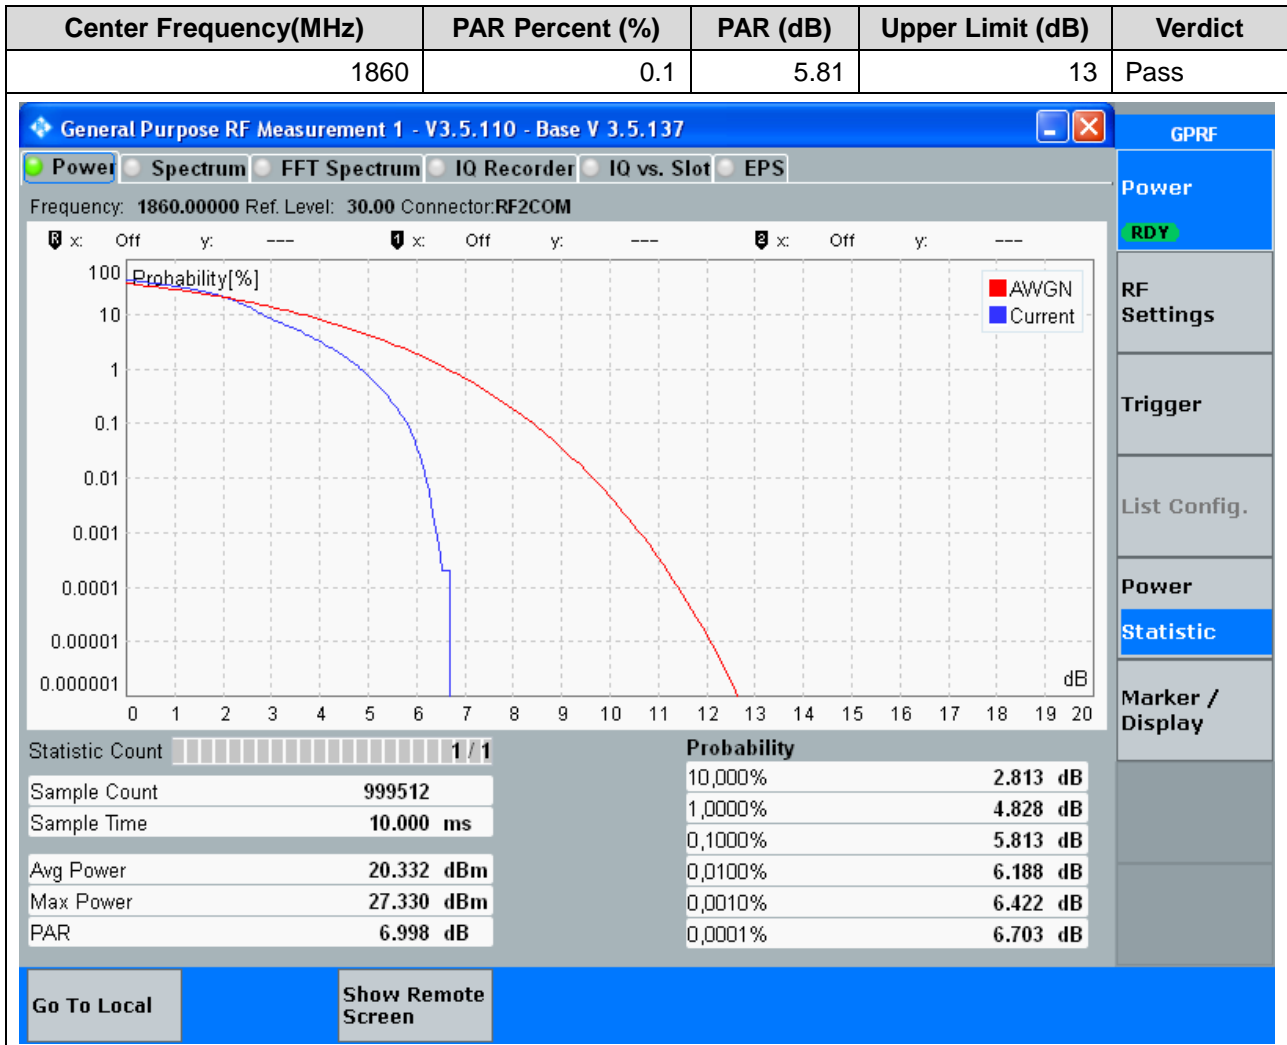 Center Frequency(MHz) PAR Percent (%) PAR (dB) Upper Limit (dB) Verdict
1860 0.1 5.81 13 Pass
General Purpose RF Measurement 1 - V3.5.110 - Base V 3.5.137
GPRF
Power Spectrum FFT Spectrum IQ Recorder IQ vs. Slot EPS
Power
RDY
Frequency: 1860.00000 Ref. Level: 30.00 Connector:RF2COM
R x: Off y: --- 1 x: Off y: --- 2 x: Off y: ---
Probability[%]
AWGN
Current
100
10
1
0.1
0.01
0.001
0.0001
0.00001
0.000001
dB
0 1 2 3 4 5 6 7 8 9 10 11 12 13 14 15 16 17 18 19 20
RF
Settings
Trigger
List Config.
Power
Statistic
Marker /
Display
Statistic Count 1 / 1
Sample Count 999512
Sample Time 10.000 ms
Avg Power 20.332 dBm
Max Power 27.330 dBm
PAR 6.998 dB
Probability
10,000% 2.813 dB
1,0000% 4.828 dB
0,1000% 5.813 dB
0,0100% 6.188 dB
0,0010% 6.422 dB
0,0001% 6.703 dB
Go To Local
Show Remote
Screen